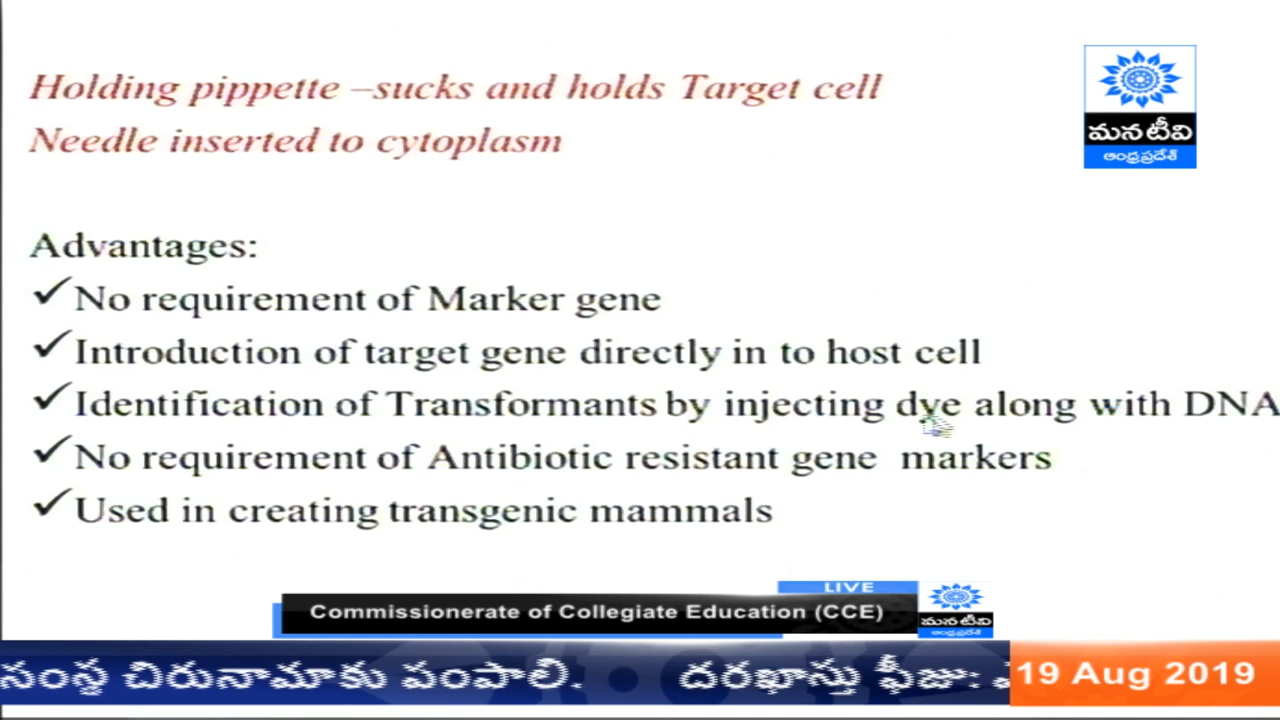 Holding pippette –sucks and holds Target cell
Needle inserted to cytoplasm
మన టీవి
ఆంధ్రప్రదేశ్
Advantages:
✓No requirement of Marker gene
✓Introduction of target gene directly in to host cell
✓Identification of Transformants by injecting dye along with DNA
✓No requirement of Antibiotic resistant gene markers
✓Used in creating transgenic mammals
LIVE
Commissionerate of Collegiate Education (CCE)
మన టీవి
ఆంధ్రప్రదేశ్
సంస్థ చిరునామాకు పంపాలి. దరఖాస్తు ఫీజు:
19 Aug 2019